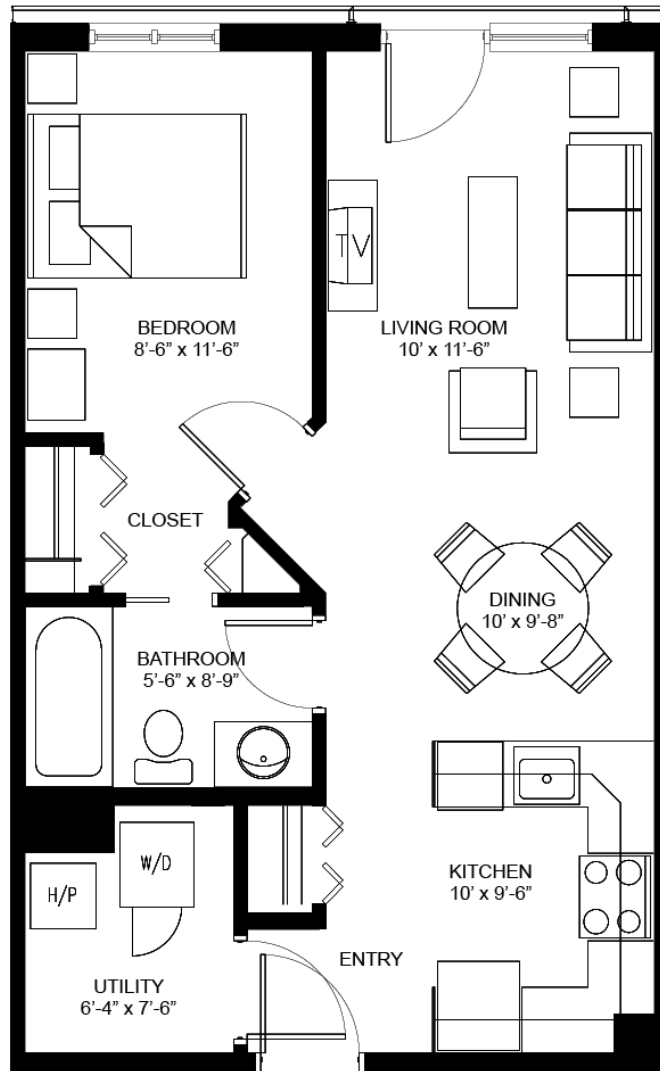 TV
BEDROOM
8'-6” x 11'-6”
LIVING ROOM
10’ x 11'-6”
CLOSET
DINING
10’ x 9'-8”
BATHROOM
5'-6” x 8'-9”
W/D
H/P
KITCHEN
10’ x 9'-6”
ENTRY
UTILITY
6'-4” x 7'-6”